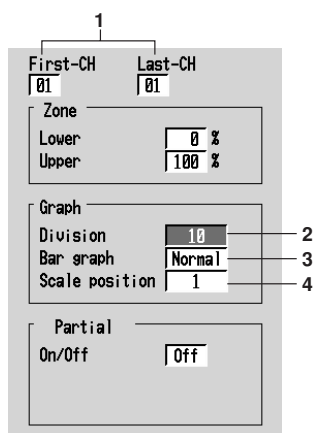 1
First-CH Last-CH
01 01
Zone
Lower 0 %
Upper 100 %
Graph
Division 10 2
Bar graph Normal 3
Scale position 1 4
Partial
On/Off Off